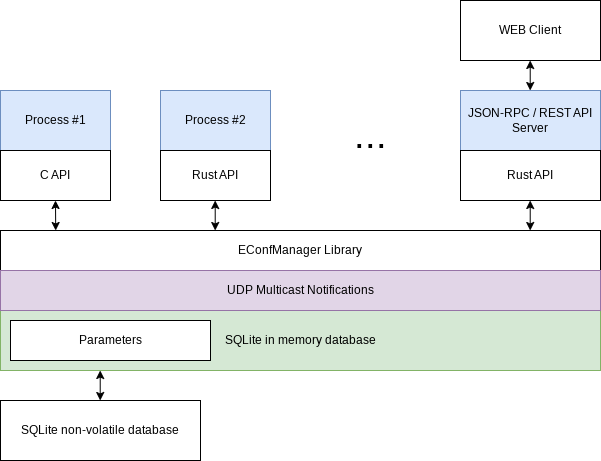 WEB Client
Process #1
Process #2
...
JSON-RPC / REST API
Server
C API
Rust API
Rust API
EConfManager Library
UDP Multicast Notifications
Parameters
SQLite in memory database
SQLite non-volatile database